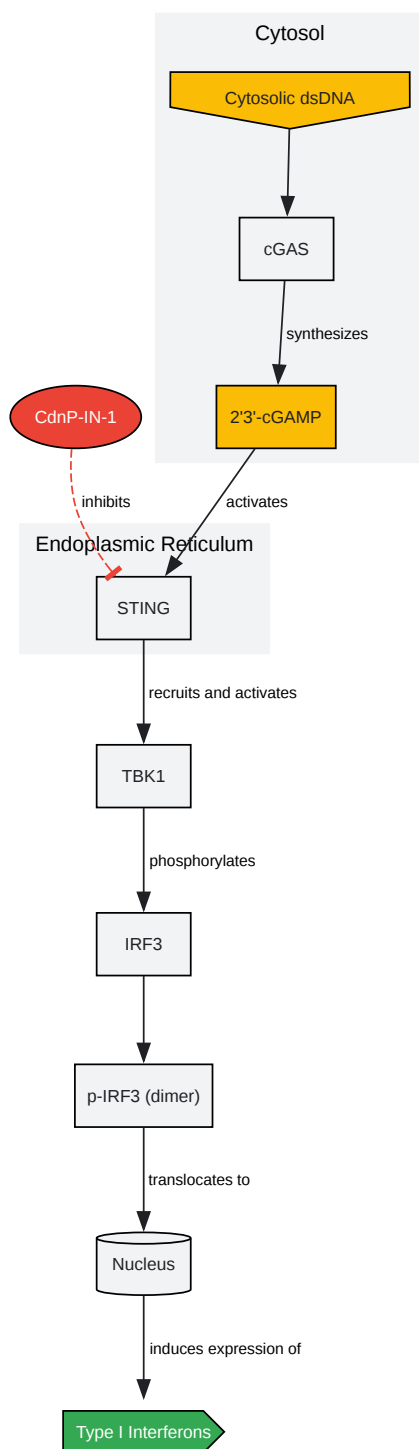 Cytosol
Cytosolic dsDNA
cGAS
synthesizes
CdnP-IN-1
2'3'-cGAMP
inhibits
activates
Endoplasmic Reticulum
STING
recruits and activates
TBK1
phosphorylates
IRF3
p-IRF3 (dimer)
translocates to
Nucleus
induces expression of
Type I Interferons